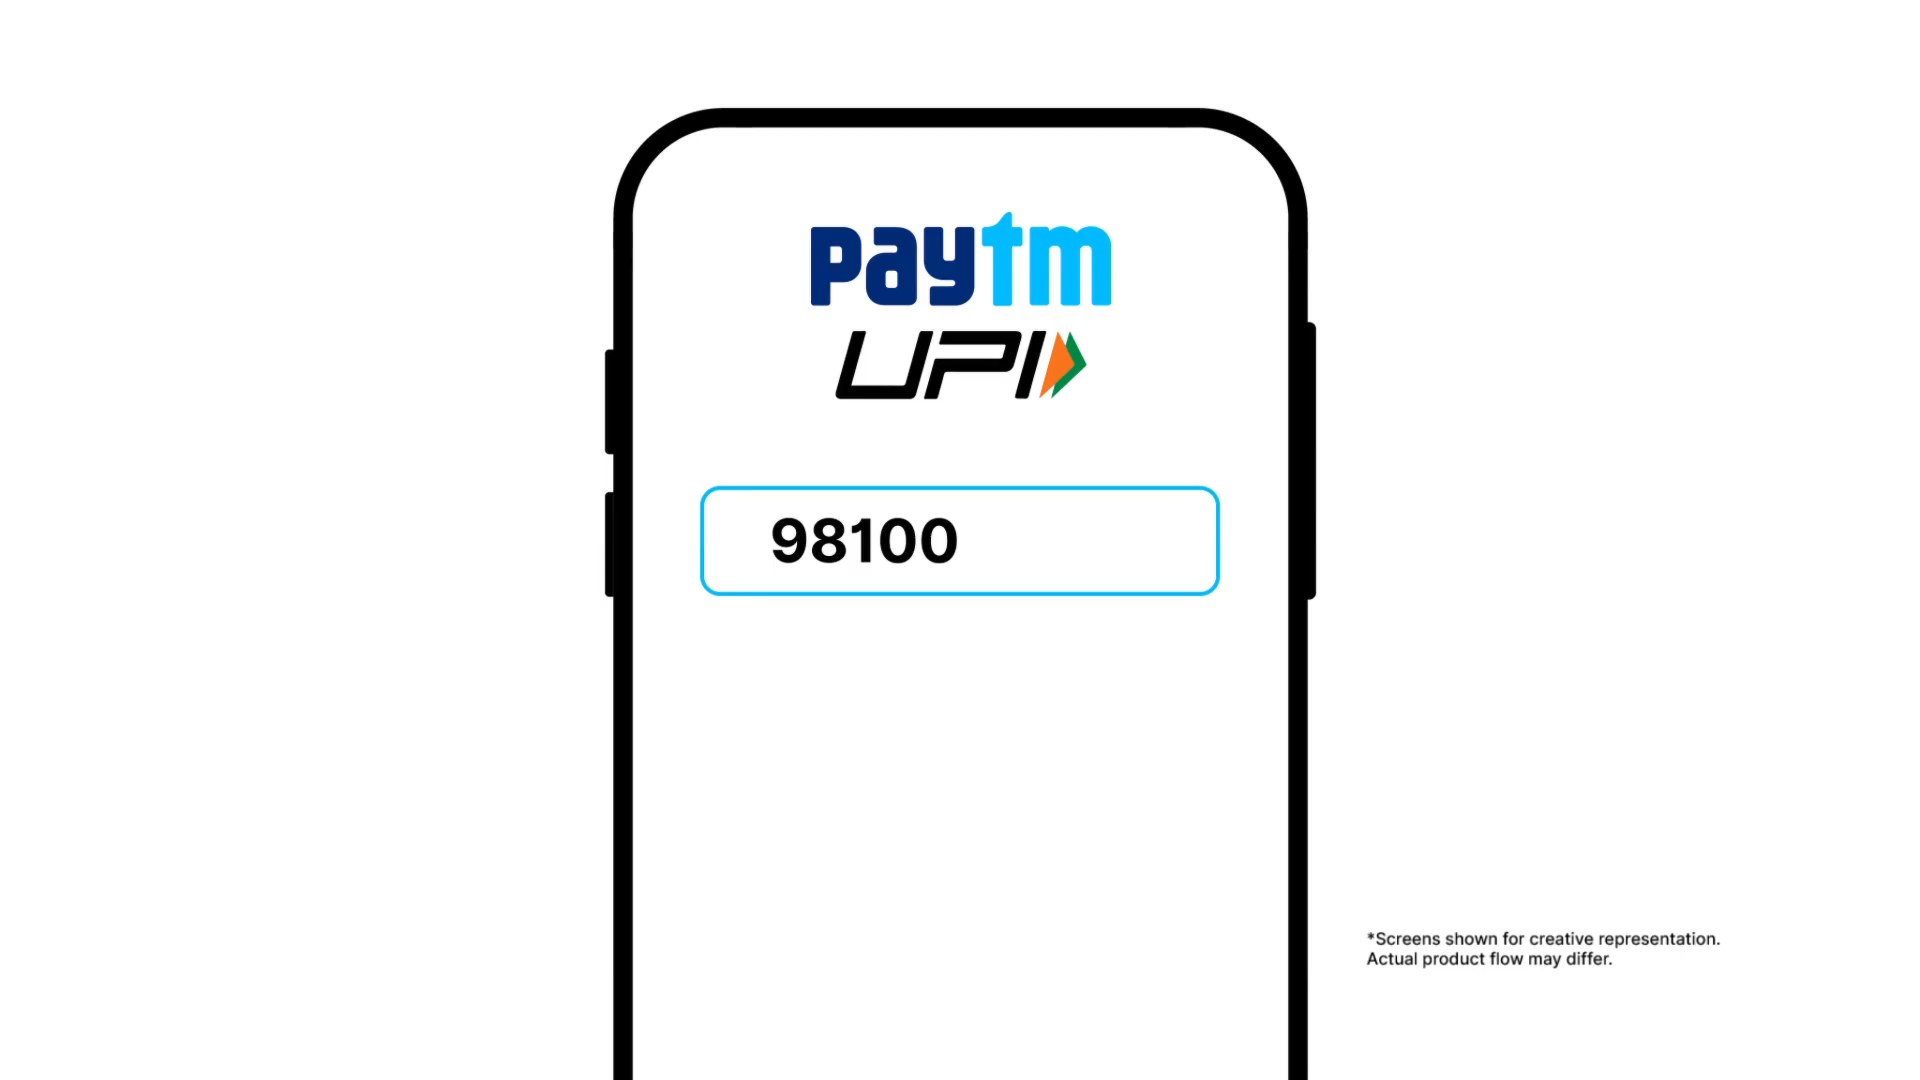 paytm
UPI
98100
*Screens shown for creative representation.
Actual product flow may differ.